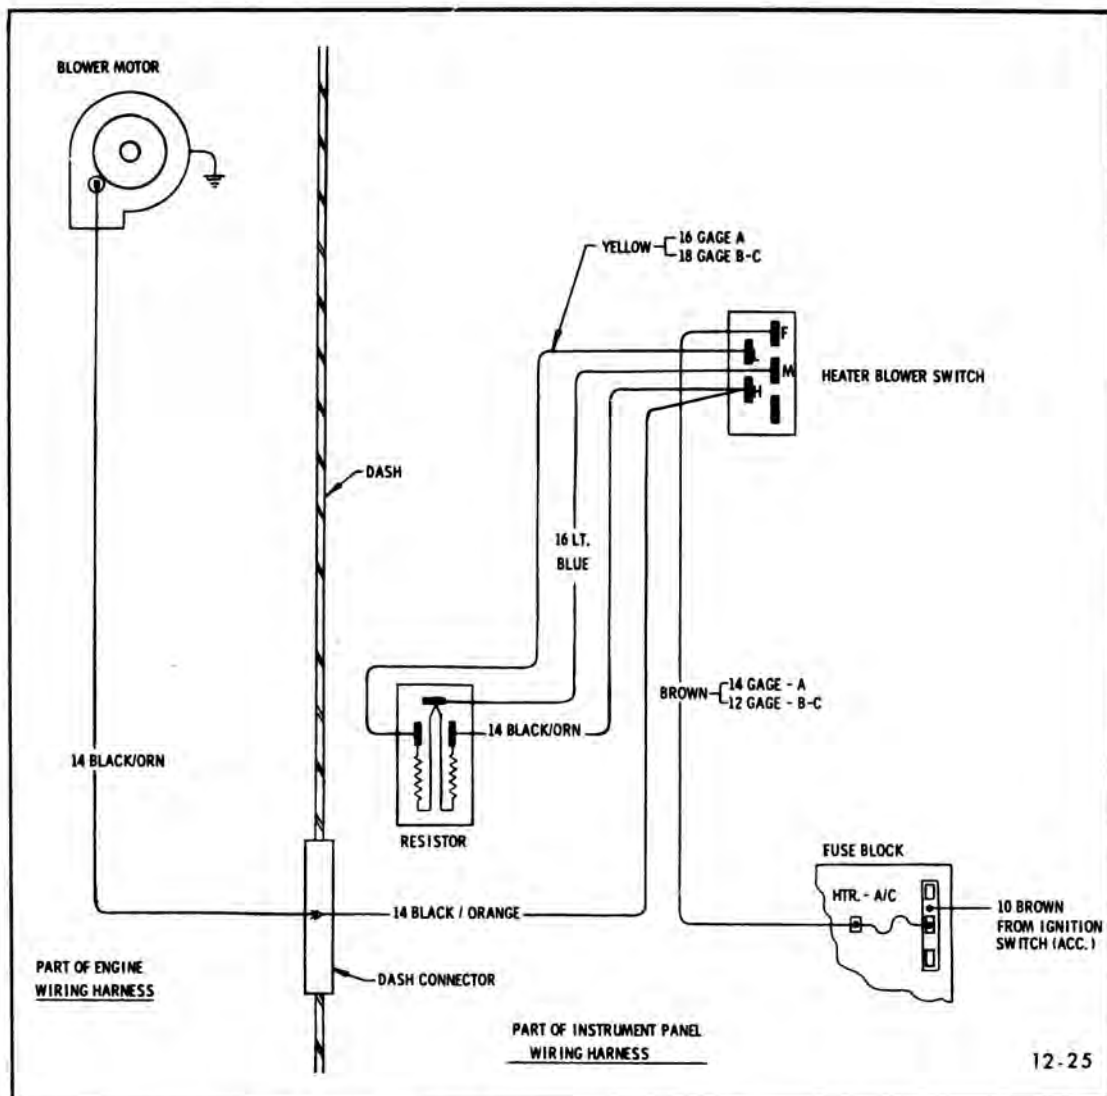 BLOWER MOTOR
YELLOW
16 GAGE A
18 GAGE B-C
F
L
M
H
HEATER BLOWER SWITCH
DASH
16 LT.
BLUE
BROWN
14 GAGE - A
12 GAGE - B-C
14 BLACK/ORN
14 BLACK/ORN
RESISTOR
FUSE BLOCK
HTR. - A/C
14 BLACK / ORANGE
10 BROWN
FROM IGNITION
SWITCH (ACC.)
PART OF ENGINE
WIRING HARNESS
DASH CONNECTOR
PART OF INSTRUMENT PANEL
WIRING HARNESS
12-25